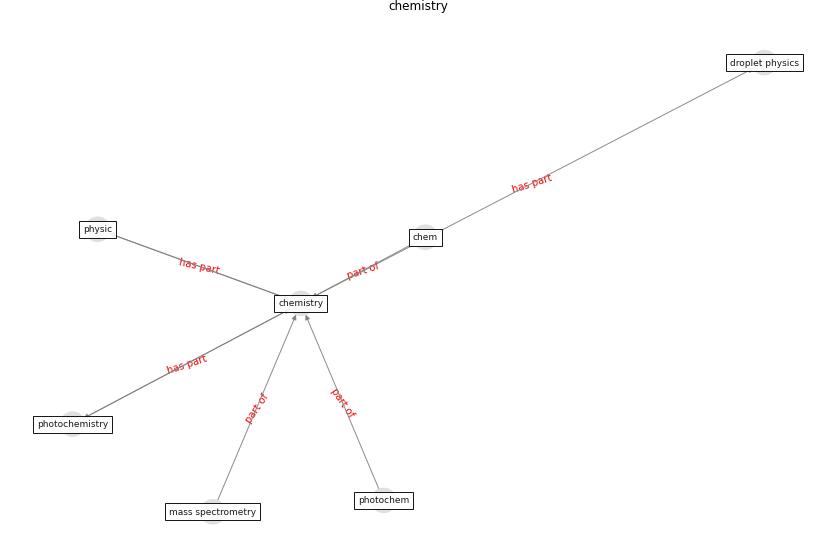 chemistry
droplet physics
has part
physic
chem
has part
part of
chemistry
has part
part of
part of
photochemistry
photochem
mass spectrometry